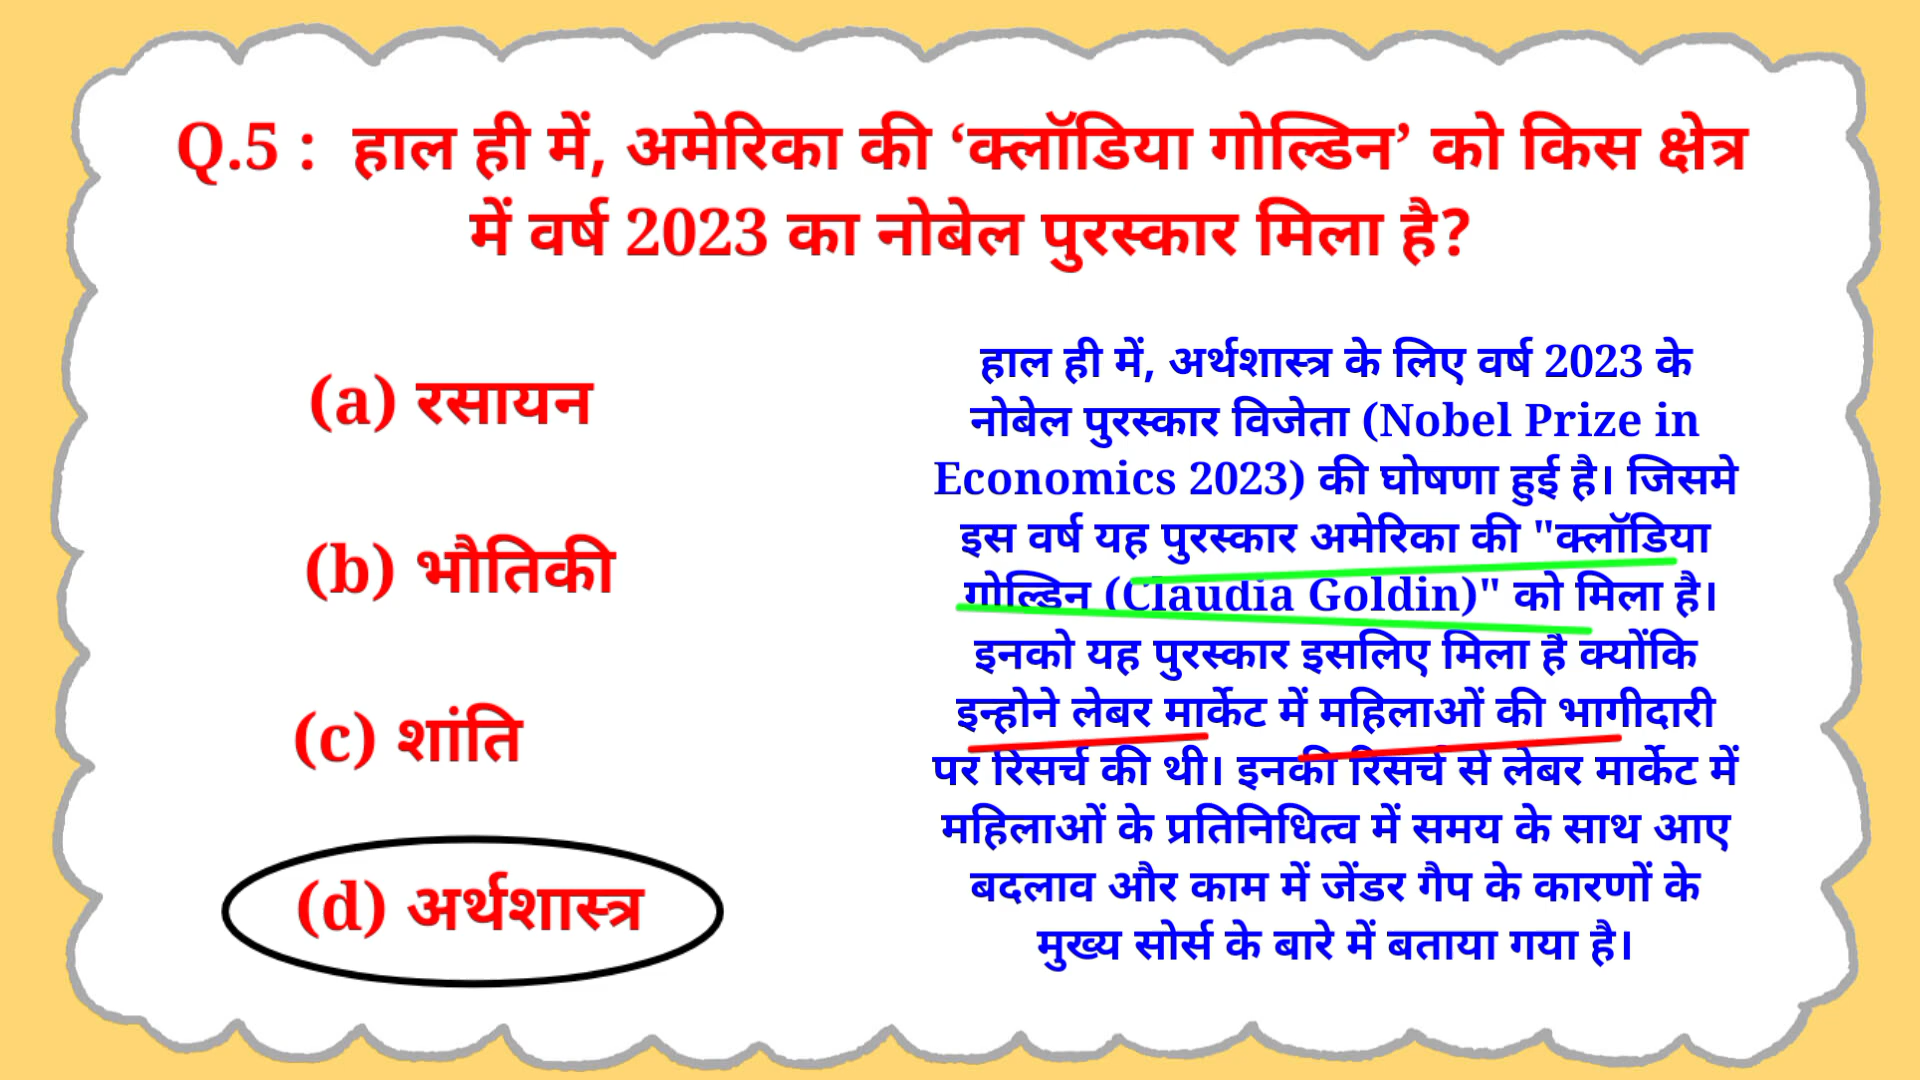 Q.5 : हाल ही में, अमेरिका की ‘क्लॉडिया गोल्डिन’ को किस क्षेत्र
में वर्ष 2023 का नोबेल पुरस्कार मिला है?
(a) रसायन
(b) भौतिकी
(c) शांति
(d) अर्थशास्त्र
हाल ही में, अर्थशास्त्र के लिए वर्ष 2023 के
नोबेल पुरस्कार विजेता (Nobel Prize in
Economics 2023) की घोषणा हुई है। जिसमे
इस वर्ष यह पुरस्कार अमेरिका की "क्लॉडिया
गोल्डिन (Claudia Goldin)" को मिला है।
इनको यह पुरस्कार इसलिए मिला है क्योंकि
इन्होने लेबर मार्केट में महिलाओं की भागीदारी
पर रिसर्च की थी। इनकी रिसर्च से लेबर मार्केट में
महिलाओं के प्रतिनिधित्व में समय के साथ आए
बदलाव और काम में जेंडर गैप के कारणों के
मुख्य सोर्स के बारे में बताया गया है।